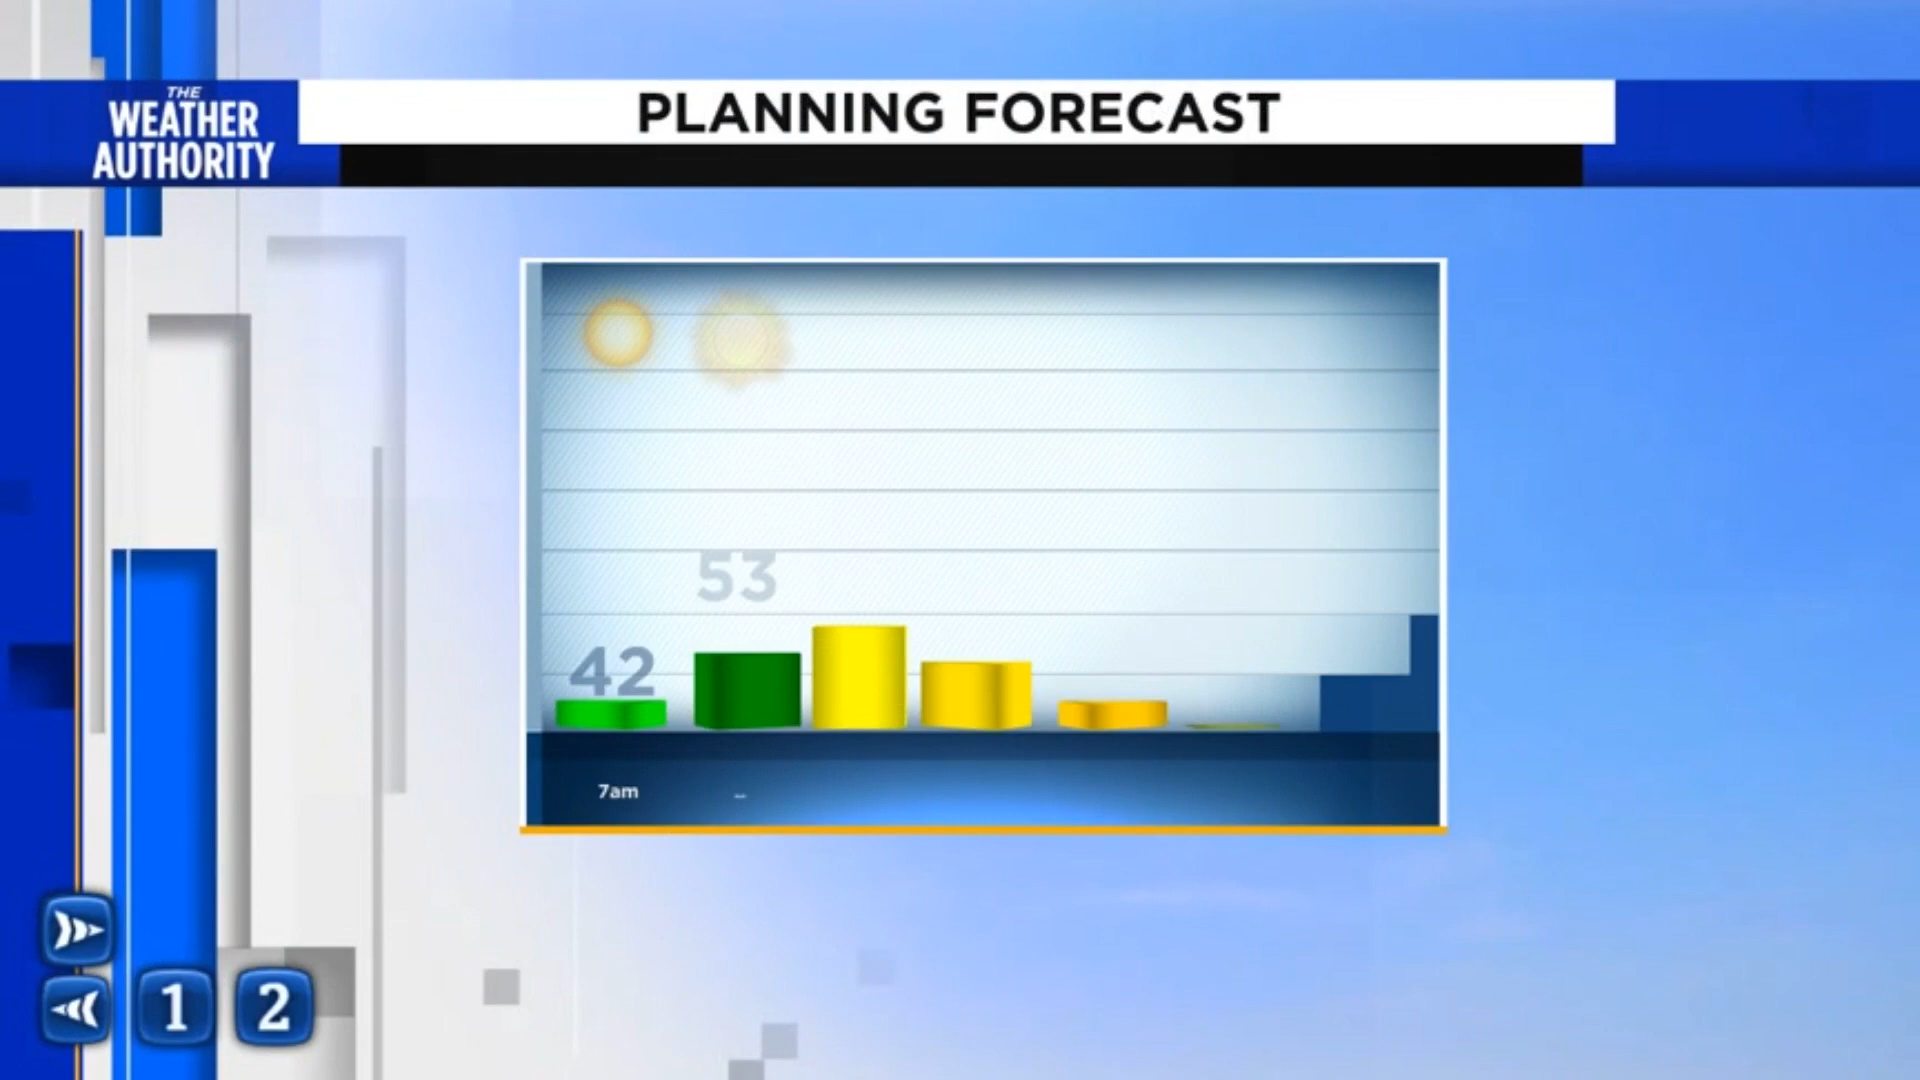 THE
WEATHER
AUTHORITY
PLANNING FORECAST
53
42
7am
1 2